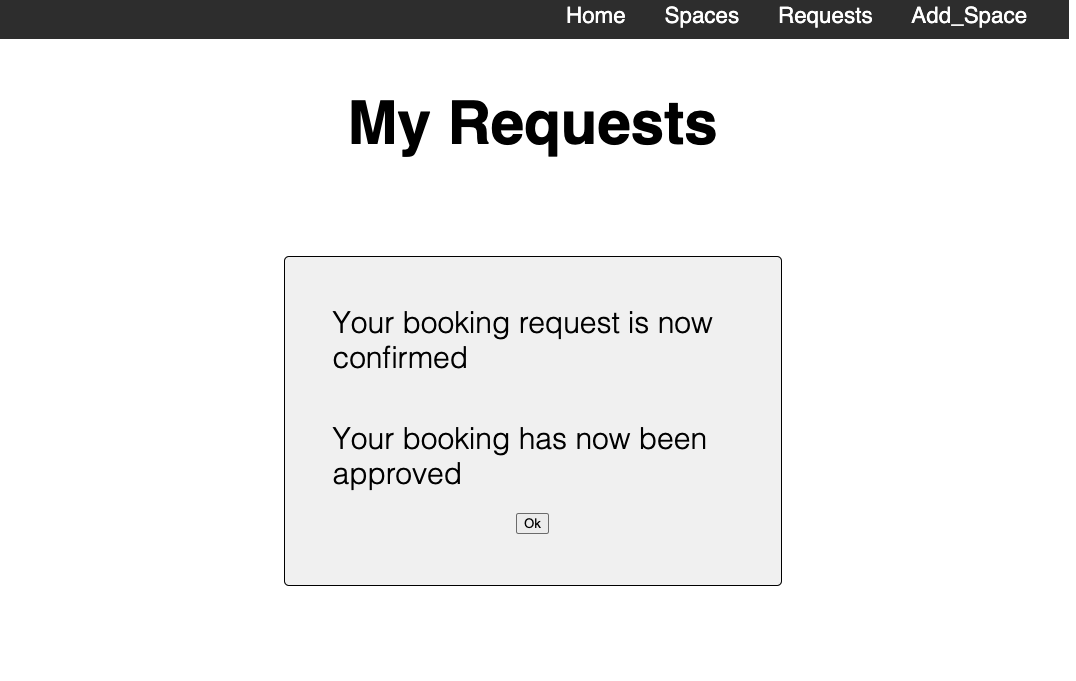 Home Spaces Requests Add_Space
My Requests
Your booking request is now
confirmed
Your booking has now been
approved
Ok